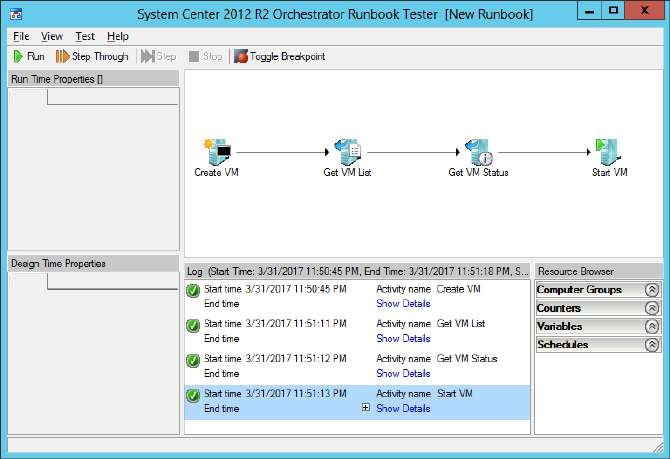 System Center 2012 R2 Orchestrator Runbook Tester [New Runbook]
File View Test Help
Run Step Through Step Stop Toggle Breakpoint
Run Time Properties []
Create VM Get VM List Get VM Status Start VM
Design Time Properties
Log (Start Time: 3/31/2017 11:50:45 PM, End Time: 3/31/2017 11:51:18 PM, S...
Start time 3/31/2017 11:50:45 PM Activity name Create VM
End time Show Details
Start time 3/31/2017 11:51:11 PM Activity name Get VM List
End time Show Details
Start time 3/31/2017 11:51:12 PM Activity name Get VM Status
End time Show Details
Start time 3/31/2017 11:51:13 PM Activity name Start VM
End time Show Details
Resource Browser
Computer Groups
Counters
Variables
Schedules